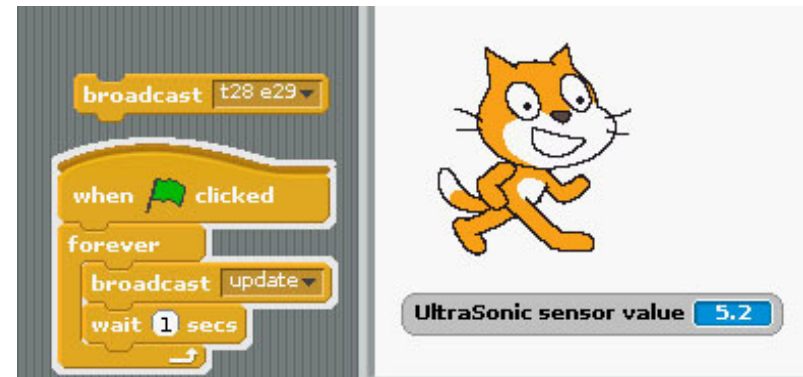 broadcast t28 e29
when clicked
forever
broadcast update
wait 1 secs
UltraSonic sensor value 5.2